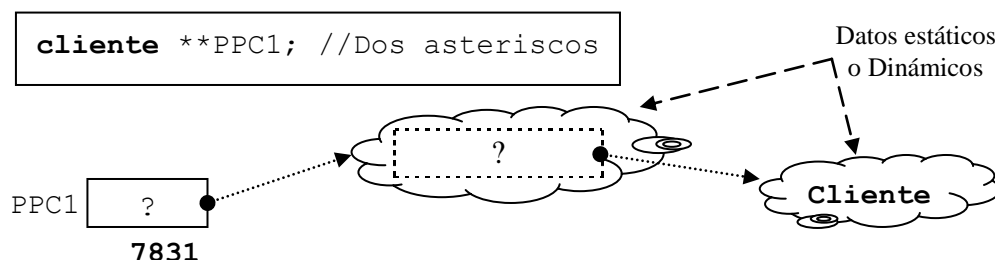 cliente **PPC1; //Dos asteriscos
Datos estáticos
o Dinámicos
?
Cliente
PPC1 ?
7831